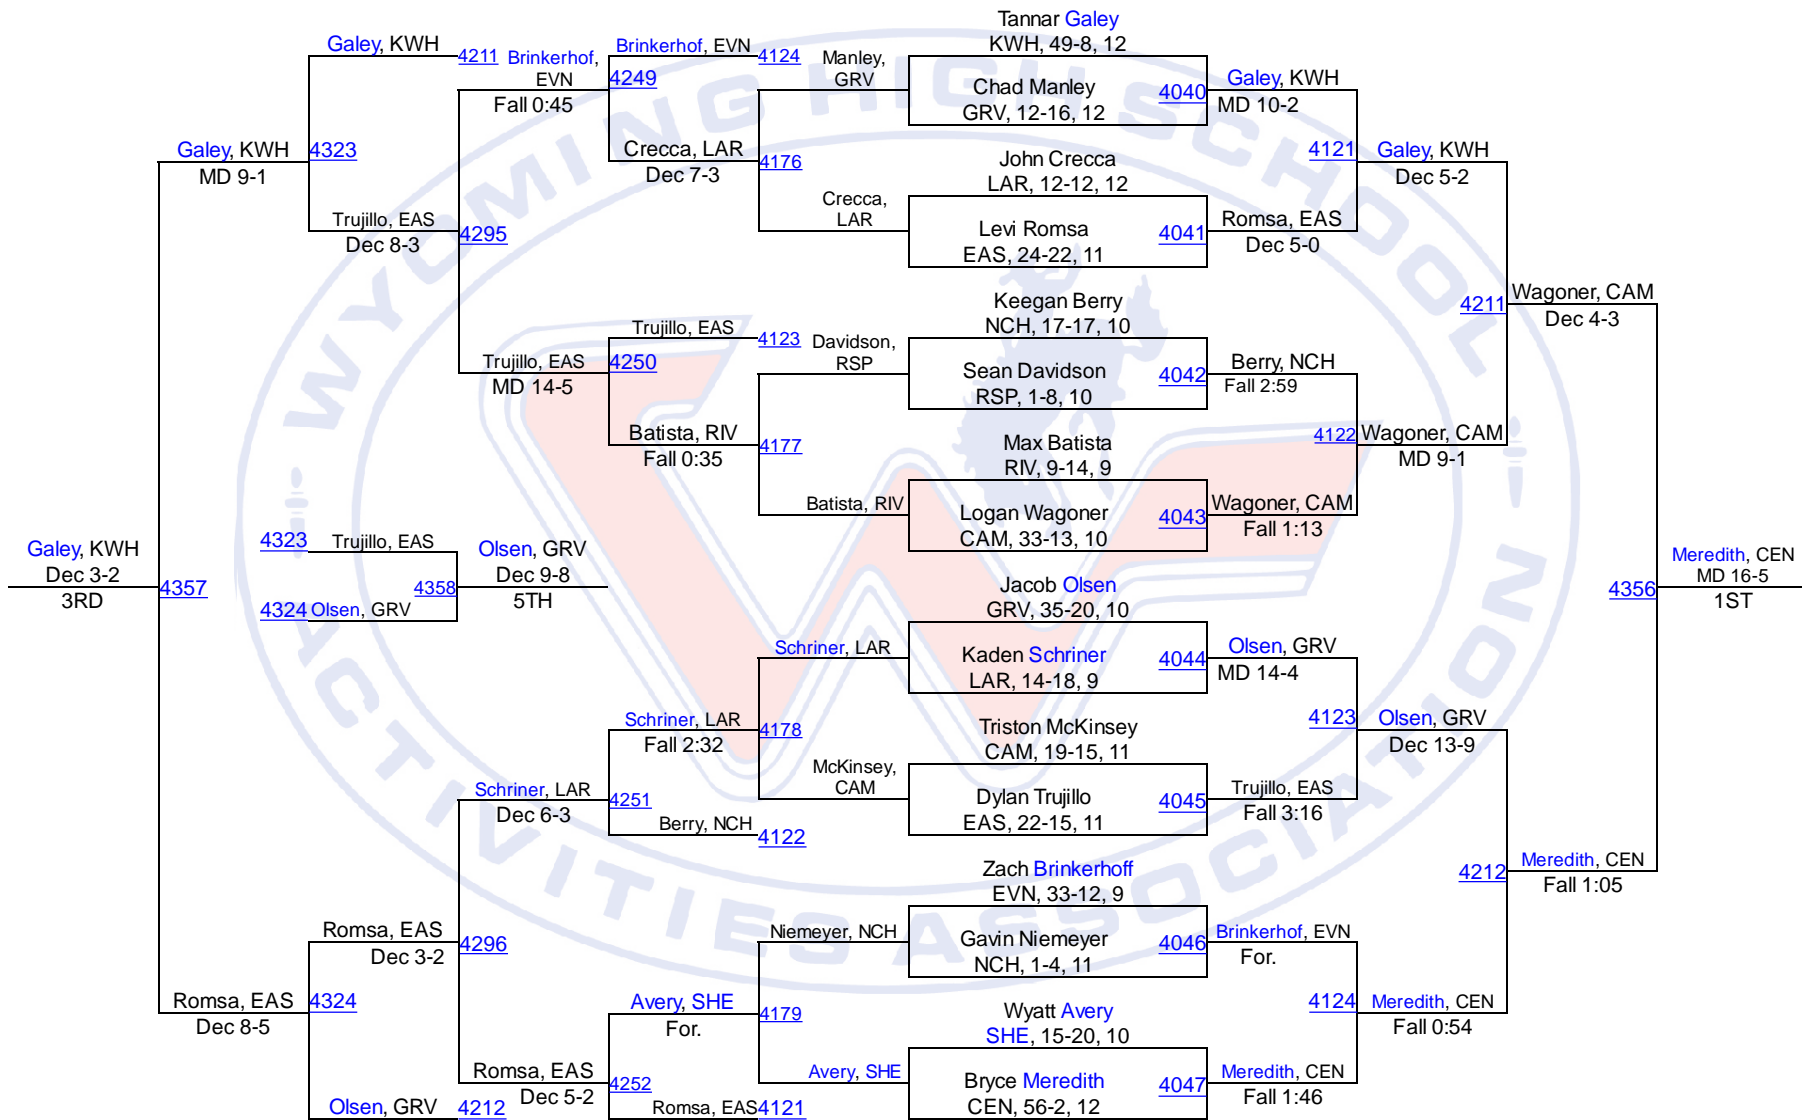 Tannar Galey
KWH, 49-8, 12
Galey, KWH
4211
Brinkerhof,
EVN
Fall 0:45
Brinkerhof, EVN
4124
4249
Manley,
GRV
Chad Manley
GRV, 12-16, 12
4040
Galey, KWH
MD 10-2
Galey, KWH
MD 9-1
4323
Crecca, LAR
Dec 7-3
4176
John Crecca
LAR, 12-12, 12
4121
Galey, KWH
Dec 5-2
Trujillo, EAS
Dec 8-3
4295
Crecca,
LAR
Levi Romsa
EAS, 24-22, 11
4041
Romsa, EAS
Dec 5-0
Keegan Berry
NCH, 17-17, 10
4211
Wagoner, CAM
Dec 4-3
Trujillo, EAS
4123
Trujillo, EAS
MD 14-5
4250
Davidson,
RSP
Sean Davidson
RSP, 1-8, 10
4042
Berry, NCH
Fall 2:59
Batista, RIV
Fall 0:35
4177
Max Batista
RIV, 9-14, 9
4122
Wagoner, CAM
MD 9-1
Batista, RIV
Logan Wagoner
CAM, 33-13, 10
4043
Wagoner, CAM
Fall 1:13
Galey, KWH
Dec 3-2
3RD
4357
4323
Trujillo, EAS
4324
Olsen, GRV
4358
Olsen, GRV
Dec 9-8
5TH
Jacob Olsen
GRV, 35-20, 10
4356
Meredith, CEN
MD 16-5
1ST
Schriner, LAR
Kaden Schriner
LAR, 14-18, 9
4044
Olsen, GRV
MD 14-4
Schriner, LAR
Fall 2:32
4178
Triston McKinsey
CAM, 19-15, 11
4123
Olsen, GRV
Dec 13-9
Schriner, LAR
Dec 6-3
4251
McKinsey,
CAM
Dylan Trujillo
EAS, 22-15, 11
4045
Trujillo, EAS
Fall 3:16
Berry, NCH
4122
Zach Brinkerhoff
EVN, 33-12, 9
4212
Meredith, CEN
Fall 1:05
Romsa, EAS
Dec 3-2
4296
Niemeyer, NCH
Gavin Niemeyer
NCH, 1-4, 11
4046
Brinkerhof, EVN
For.
Romsa, EAS
Dec 8-5
4324
Avery, SHE
For.
4179
Wyatt Avery
SHE, 15-20, 10
4124
Meredith, CEN
Fall 0:54
Romsa, EAS
Dec 5-2
4252
Avery, SHE
Bryce Meredith
CEN, 56-2, 12
4047
Meredith, CEN
Fall 1:46
Olsen, GRV
4212
Romsa, EAS
4121
WYOMING HIGH SCHOOL
ACTIVITIES ASSOCIATION